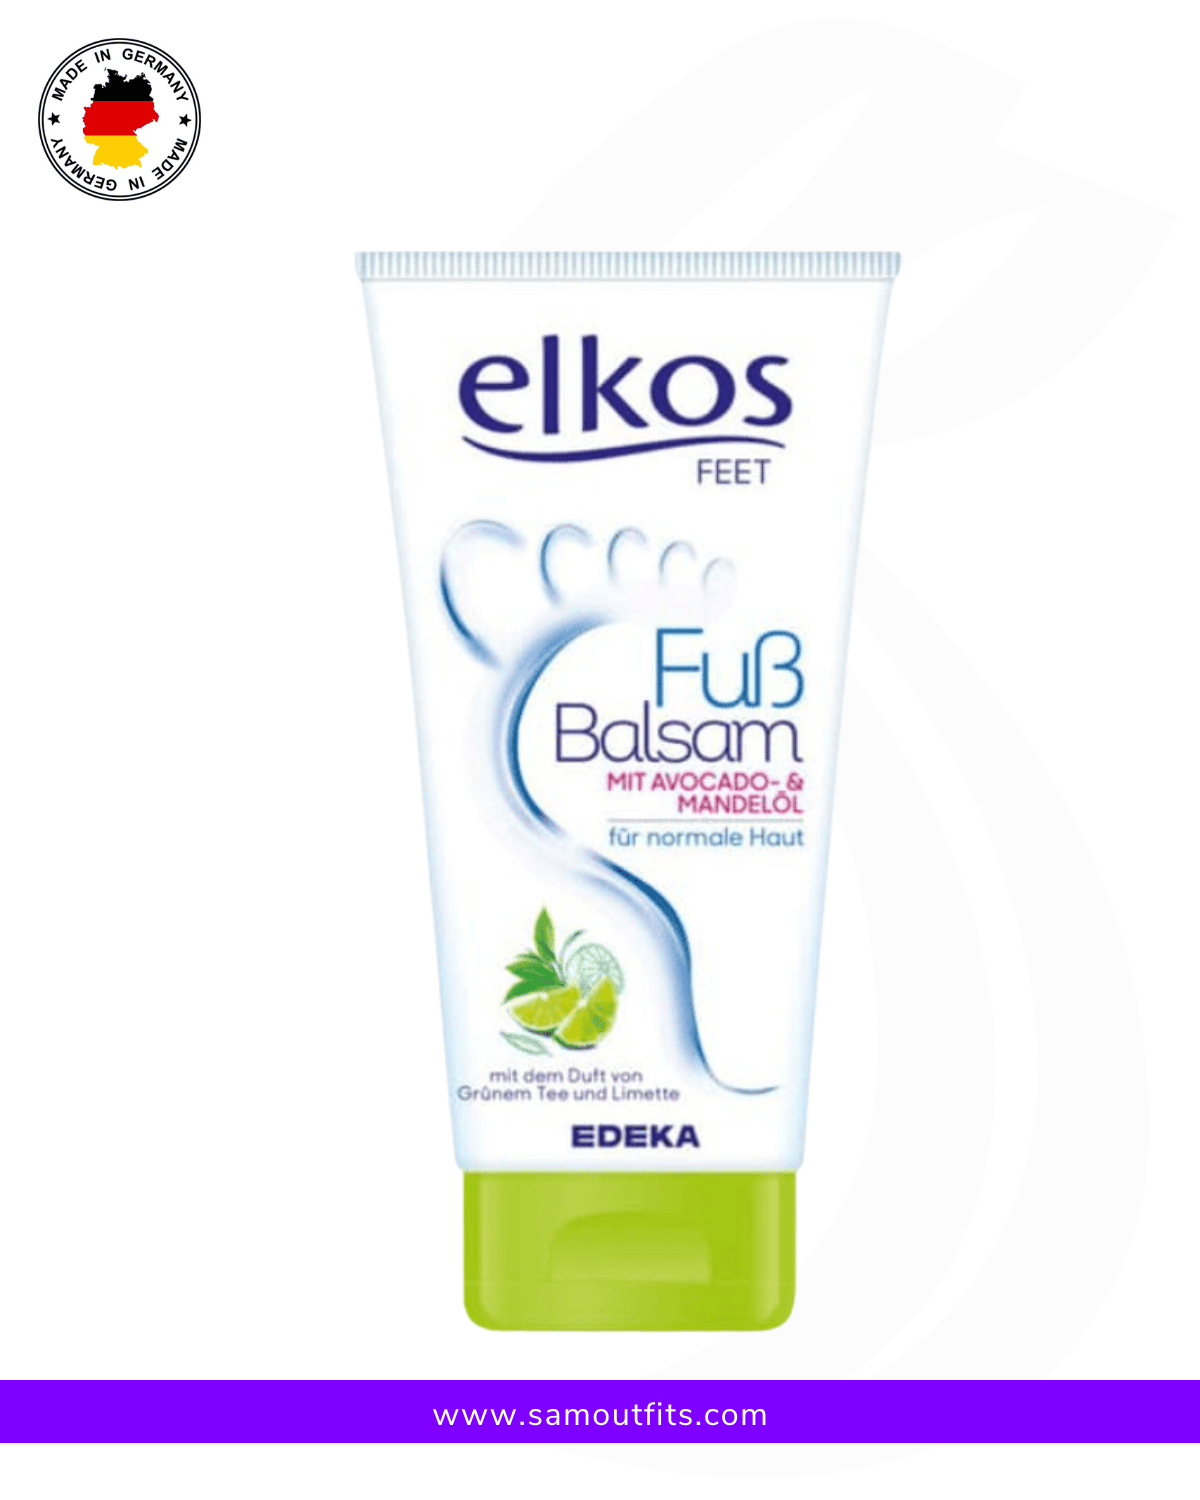 MADE IN GERMANY
MADE IN GERMANY
elkos
FEET
Fuß
Balsam
MIT AVOCADO- &
MANDELÖL
für normale Haut
mit dem Duft von
Grünem Tee und Limette
EDEKA
www.samoutfits.com